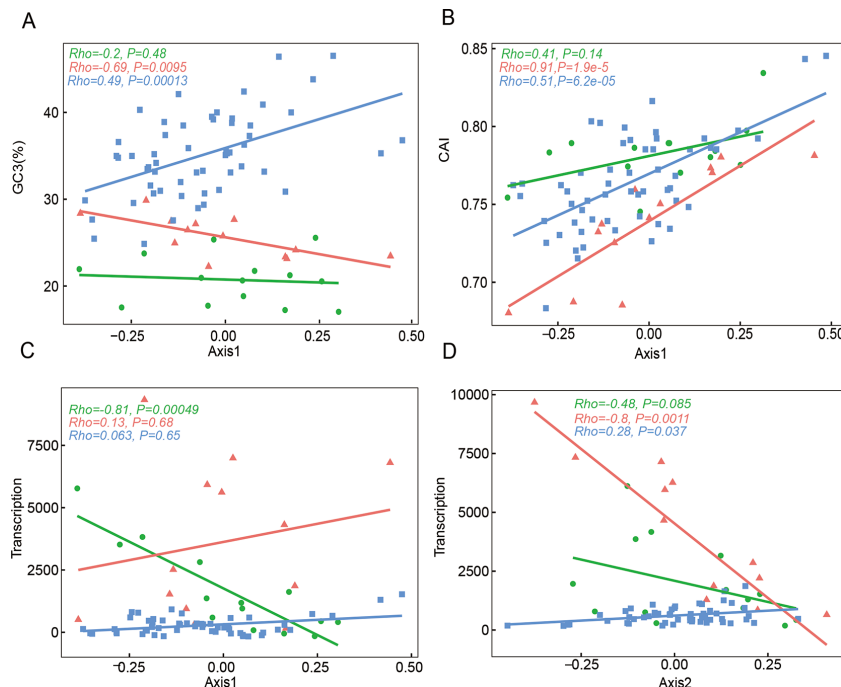 A
Rho=-0.2, P=0.48
Rho=-0.69, P=0.0095
Rho=0.49, P=0.00013
GC3(%)
40
30
20
−0.25
0.00
0.25
0.50
Axis1
B
Rho=0.41, P=0.14
Rho=0.91,P=1.9e-5
Rho=0.51,P=6.2e-05
CAI
0.85
0.80
0.75
0.70
−0.25
0.00
0.25
0.50
Axis1
C
Rho=-0.81, P=0.00049
Rho=0.13, P=0.68
Rho=0.063, P=0.65
Transcription
7500
5000
2500
0
−0.25
0.00
0.25
0.50
Axis1
D
Rho=-0.48, P=0.085
Rho=-0.8, P=0.0011
Rho=0.28, P=0.037
Transcription
10000
7500
5000
2500
0
−0.25
0.00
0.25
0.50
Axis2